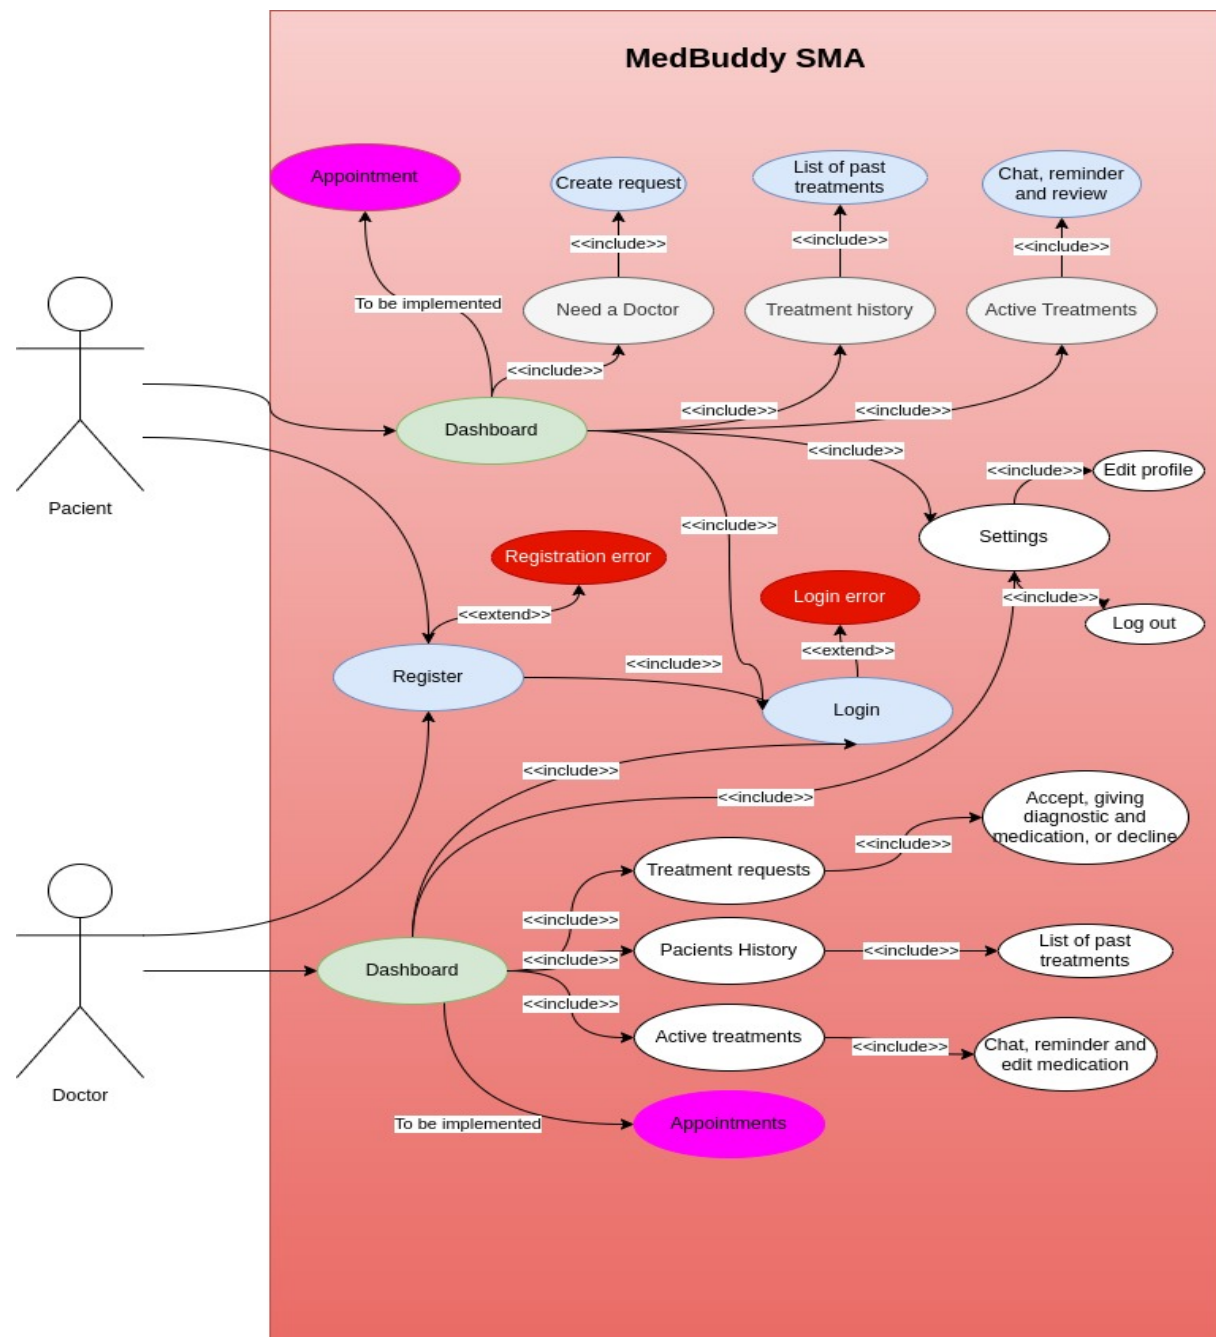 MedBuddy SMA
Appointment
Create request
List of past
treatments
Chat, reminder
and review
<<include>>
<<include>>
<<include>>
To be implemented
Need a Doctor
Treatment history
Active Treatments
<<include>>
<<include>>
<<include>>
Dashboard
<<include>>
<<include>>
Edit profile
Pacient
<<include>>
Settings
Registration error
Login error
<<include>>
<<extend>>
Log out
<<extend>>
<<include>>
Register
Login
<<include>>
<<include>>
Accept, giving
diagnostic and
medication, or decline
<<include>>
Treatment requests
<<include>>
Pacients History
<<include>>
List of past
treatments
<<include>>
Dashboard
<<include>>
Active treatments
<<include>>
Chat, reminder and
edit medication
Doctor
To be implemented
Appointments